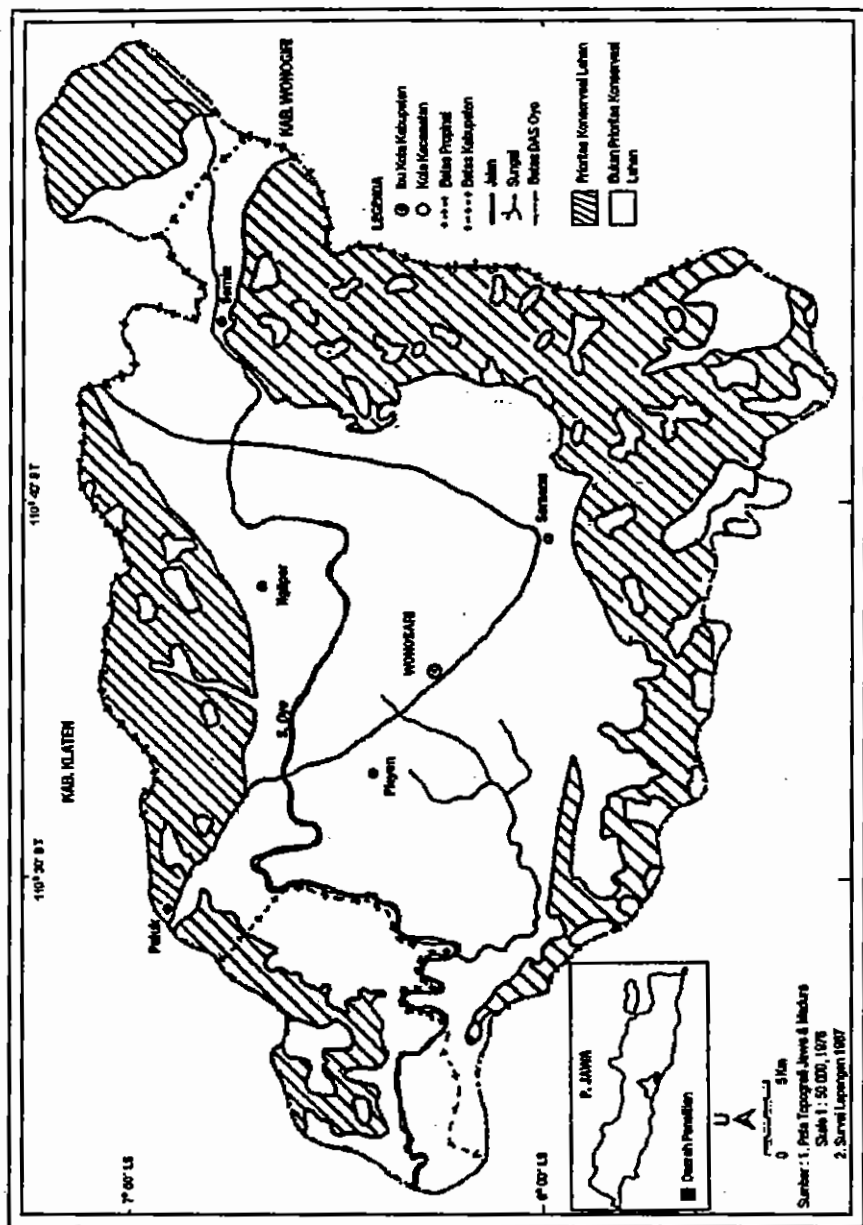 110° 30' BT
110° 40' BT
7° 50' LS
8° 00' LS
KAB. KLATEN
KAB. WONOGIRI
Patuk
S. Oyo
Nglipar
Semin
Playen
WONOSARI
Semanu
LEGENDA
Ibu Kota Kabupaten
Kota Kecamatan
Batas Propinsi
Batas Kabupaten
Jalan
Sungai
Batas DAS Oyo
Prioritas Konservasi Lahan
Bukan Prioritas Konservasi
Lahan
P. JAWA
Daerah Penelitian
U
0 5 Km
Sumber : 1. Peta Topografi Jawa & Madura
Skala 1 : 50 000, 1976
2. Survei Lapangan 1987